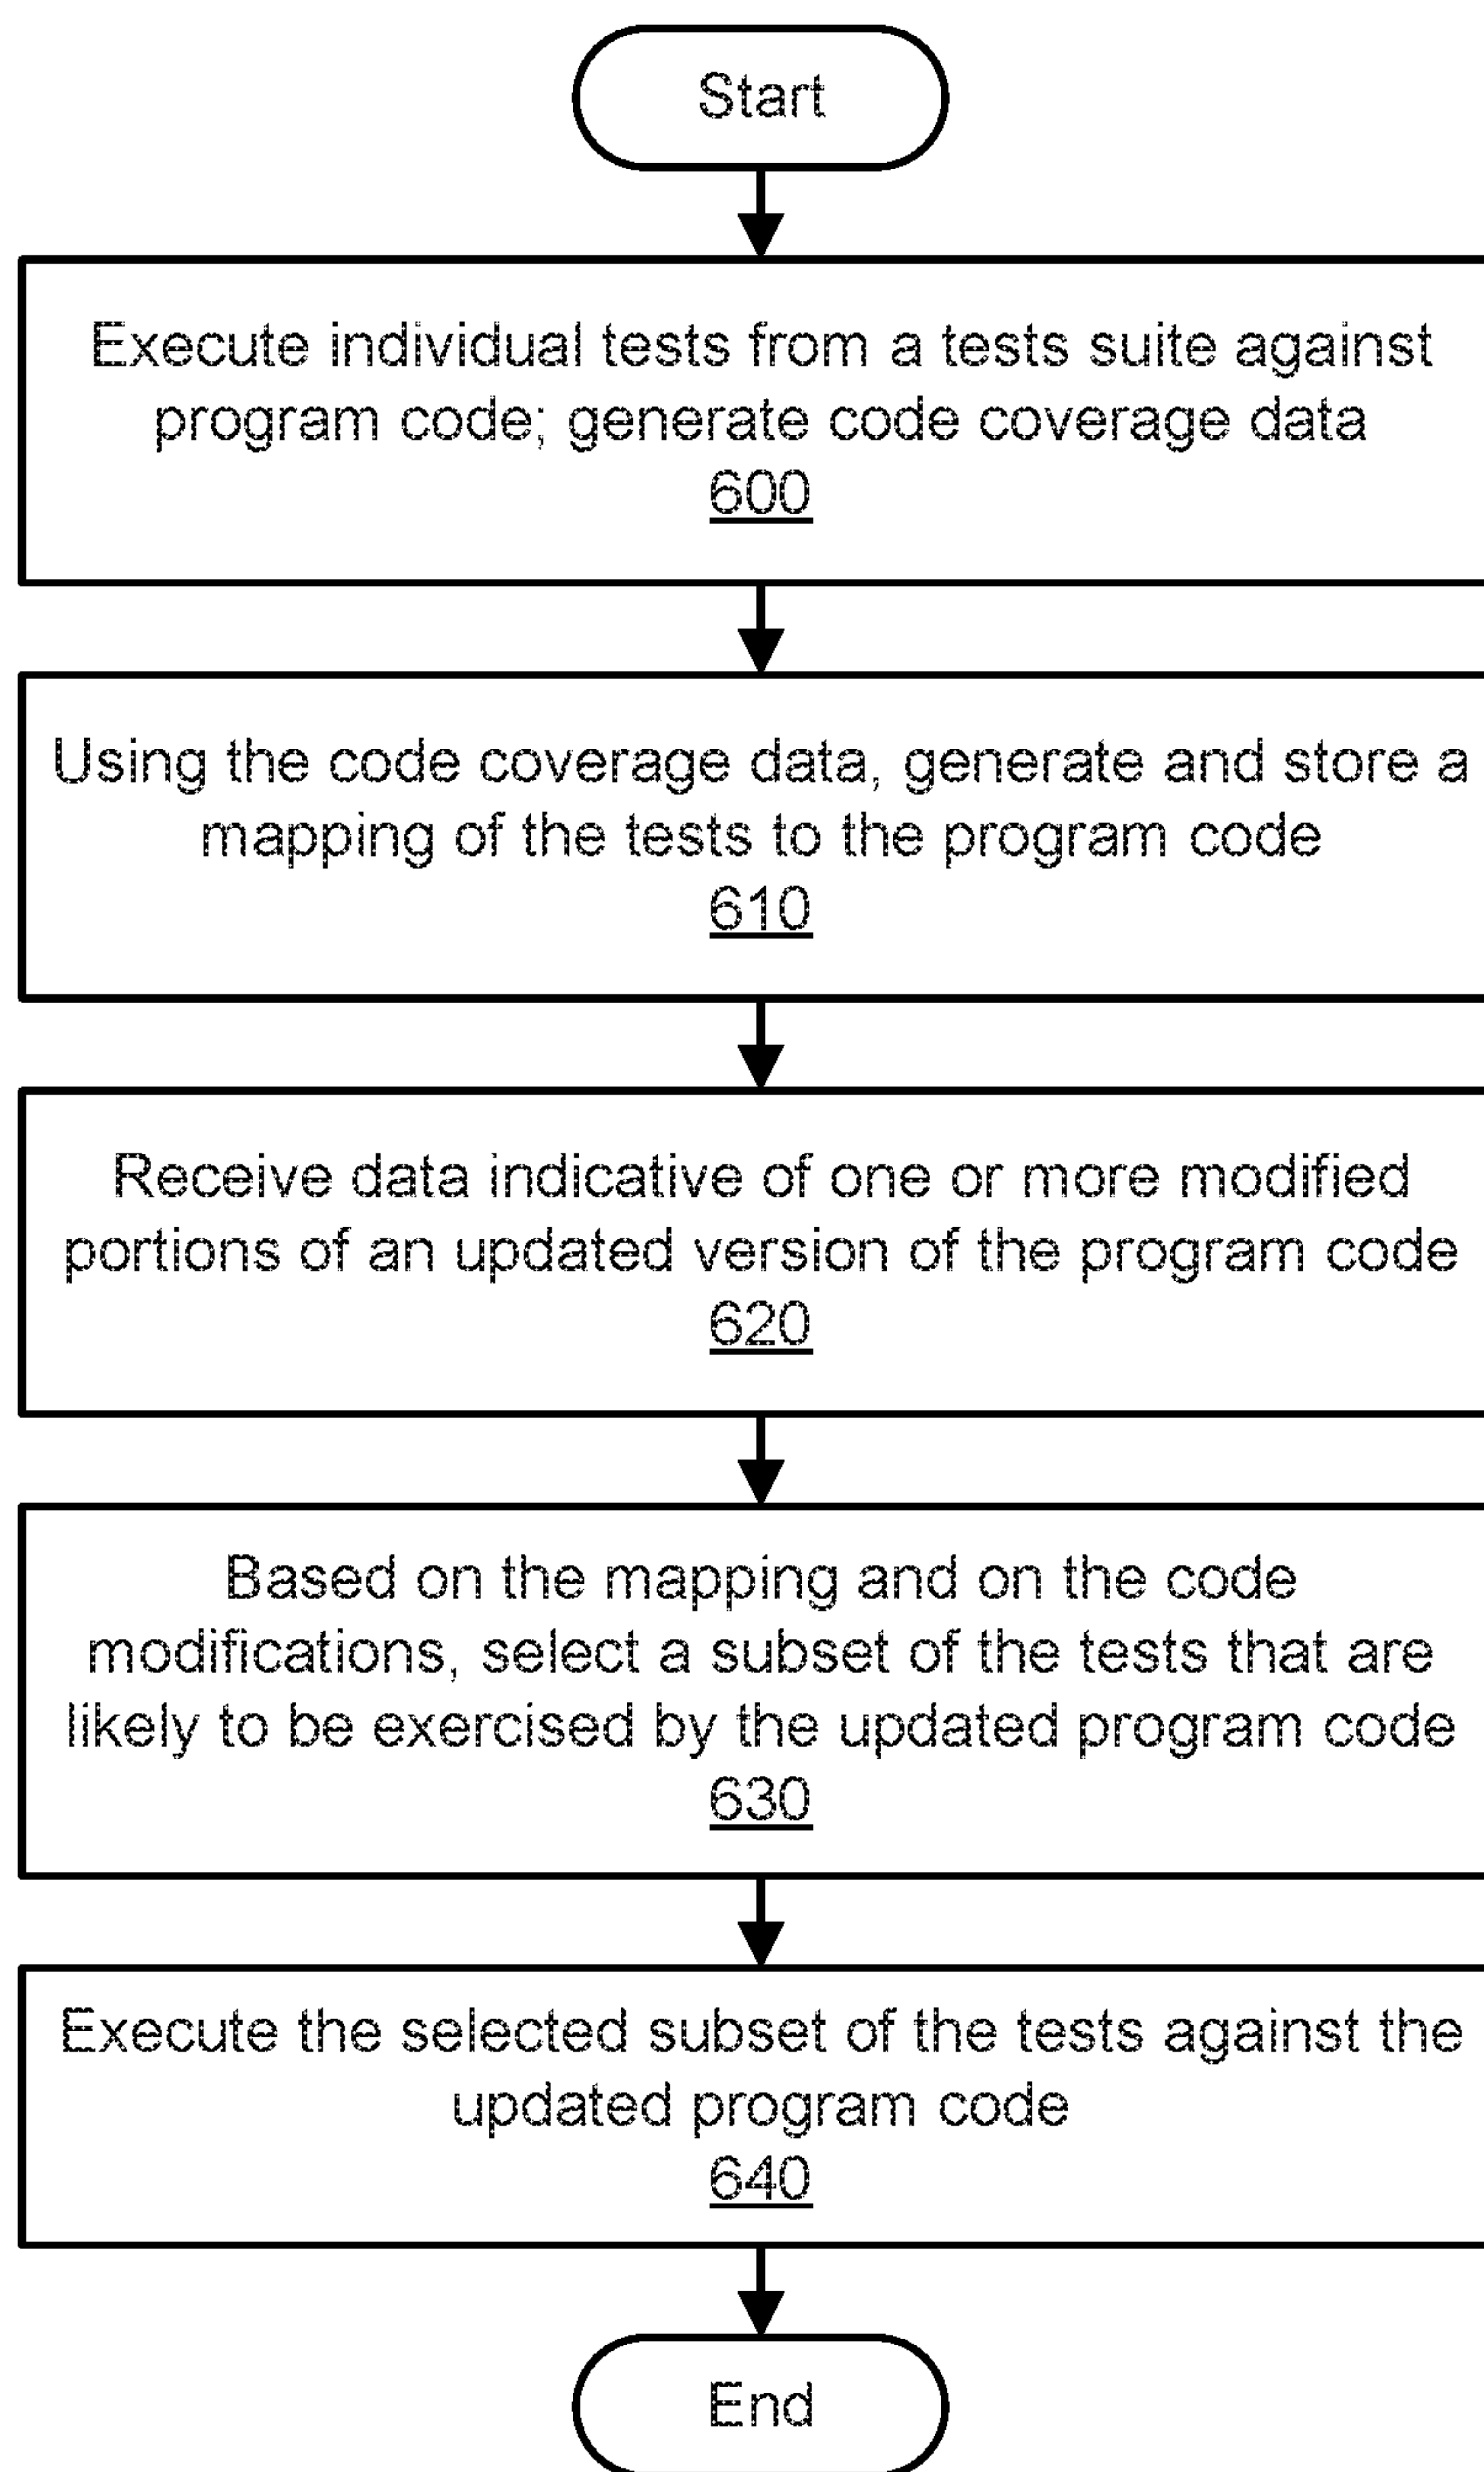 Start
Execute individual tests from a tests suite against
program code; generate code coverage data
600
Using the code coverage data, generate and store a
mapping of the tests to the program code
610
Receive data indicative of one or more modified
portions of an updated version of the program code
620
Based on the mapping and on the code
modifications, select a subset of the tests that are
likely to be exercised by the updated program code
630
Execute the selected subset of the tests against the
updated program code
640
End